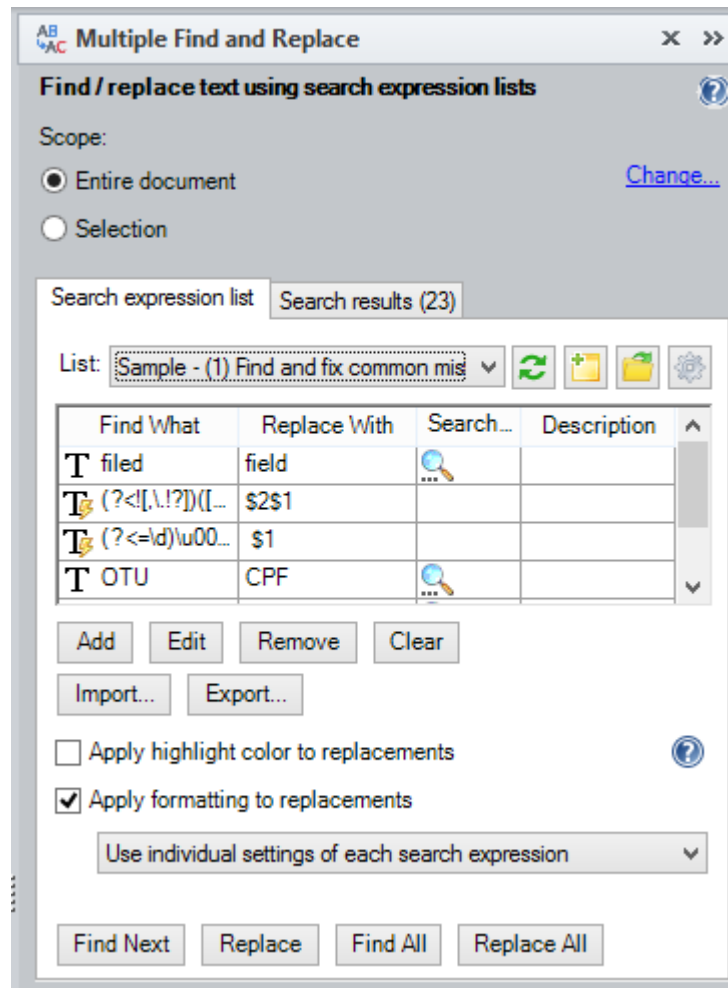 AB
AC Multiple Find and Replace
Find / replace text using search expression lists
Scope:
Entire document Change...
Selection
Search expression list Search results (23)
List: Sample - (1) Find and fix common mis
Find What Replace With Search... Description
T filed field
T (?<![,\.!?])([... $2$1
T (?<=\d)\u00... $1
T OTU CPF
Add Edit Remove Clear
Import... Export...
Apply highlight color to replacements
Apply formatting to replacements
Use individual settings of each search expression
Find Next Replace Find All Replace All